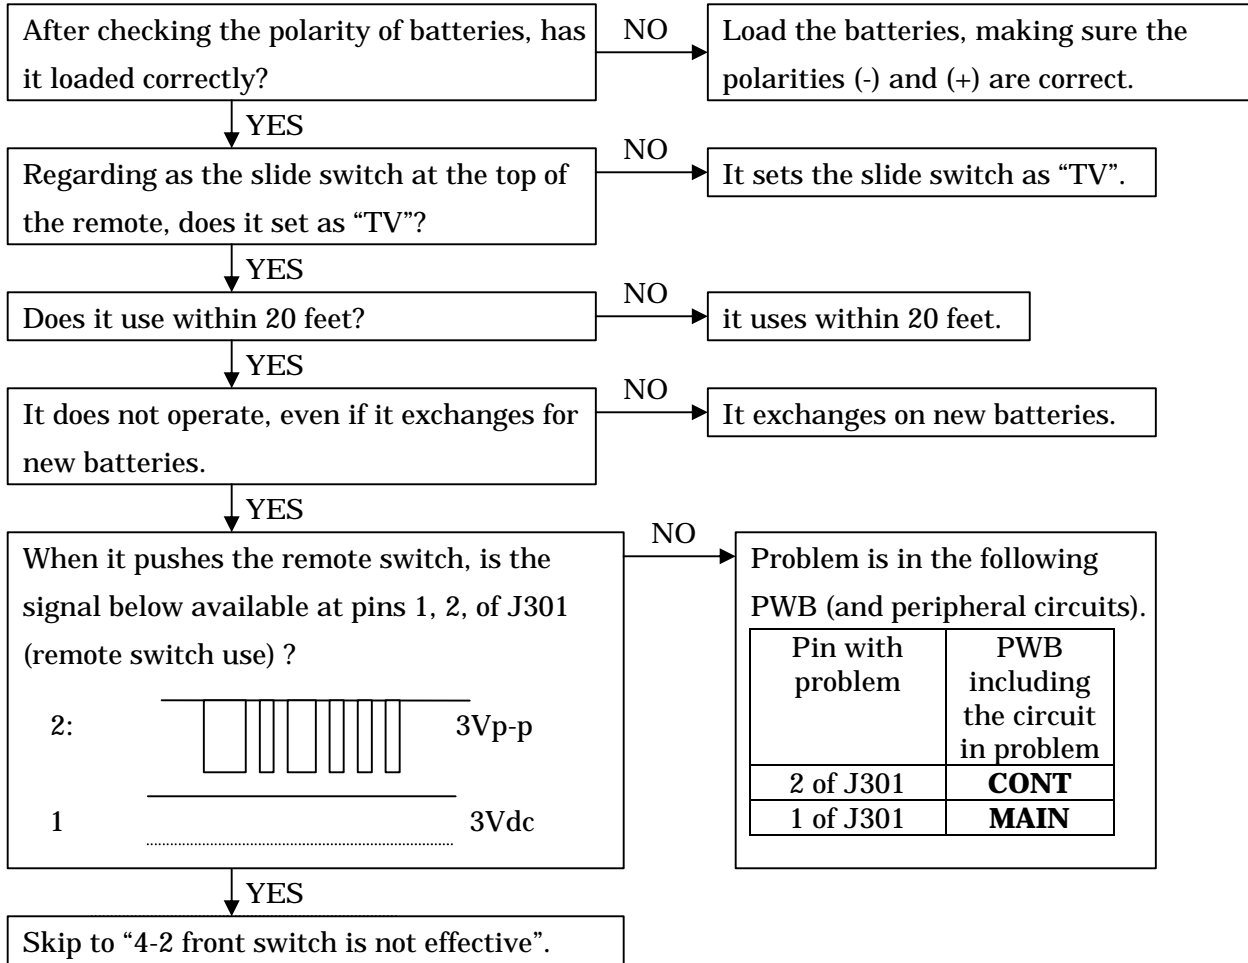 After checking the polarity of batteries, has
it loaded correctly?
NO
Load the batteries, making sure the
polarities (-) and (+) are correct.
YES
Regarding as the slide switch at the top of
the remote, does it set as “TV”?
NO
It sets the slide switch as “TV”.
YES
Does it use within 20 feet?
NO
it uses within 20 feet.
YES
It does not operate, even if it exchanges for
new batteries.
NO
It exchanges on new batteries.
YES
When it pushes the remote switch, is the
signal below available at pins 1, 2, of J301
(remote switch use) ?
2:
3Vp-p
1
3Vdc
NO
Problem is in the following
PWB (and peripheral circuits).
Pin with
problem
PWB
including
the circuit
in problem
2 of J301
CONT
1 of J301
MAIN
YES
Skip to “4-2 front switch is not effective”.